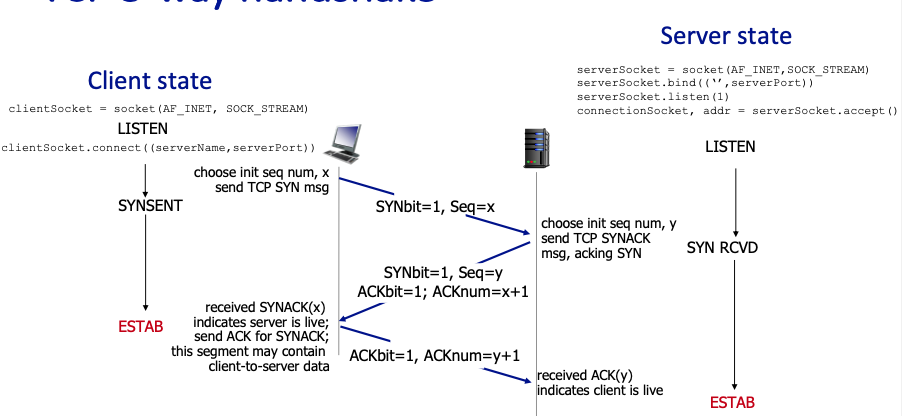 TCP 3-way handshake
Server state
serverSocket = socket(AF_INET,SOCK_STREAM)
serverSocket.bind((‘’,serverPort))
serverSocket.listen(1)
connectionSocket, addr = serverSocket.accept()
Client state
clientSocket = socket(AF_INET, SOCK_STREAM)
LISTEN
clientSocket.connect((serverName,serverPort))
LISTEN
choose init seq num, x
send TCP SYN msg
SYNSENT
SYNbit=1, Seq=x
choose init seq num, y
send TCP SYNACK
msg, acking SYN
SYN RCVD
SYNbit=1, Seq=y
ACKbit=1; ACKnum=x+1
received SYNACK(x)
indicates server is live;
send ACK for SYNACK;
this segment may contain
client-to-server data
ESTAB
ACKbit=1, ACKnum=y+1
received ACK(y)
indicates client is live
ESTAB